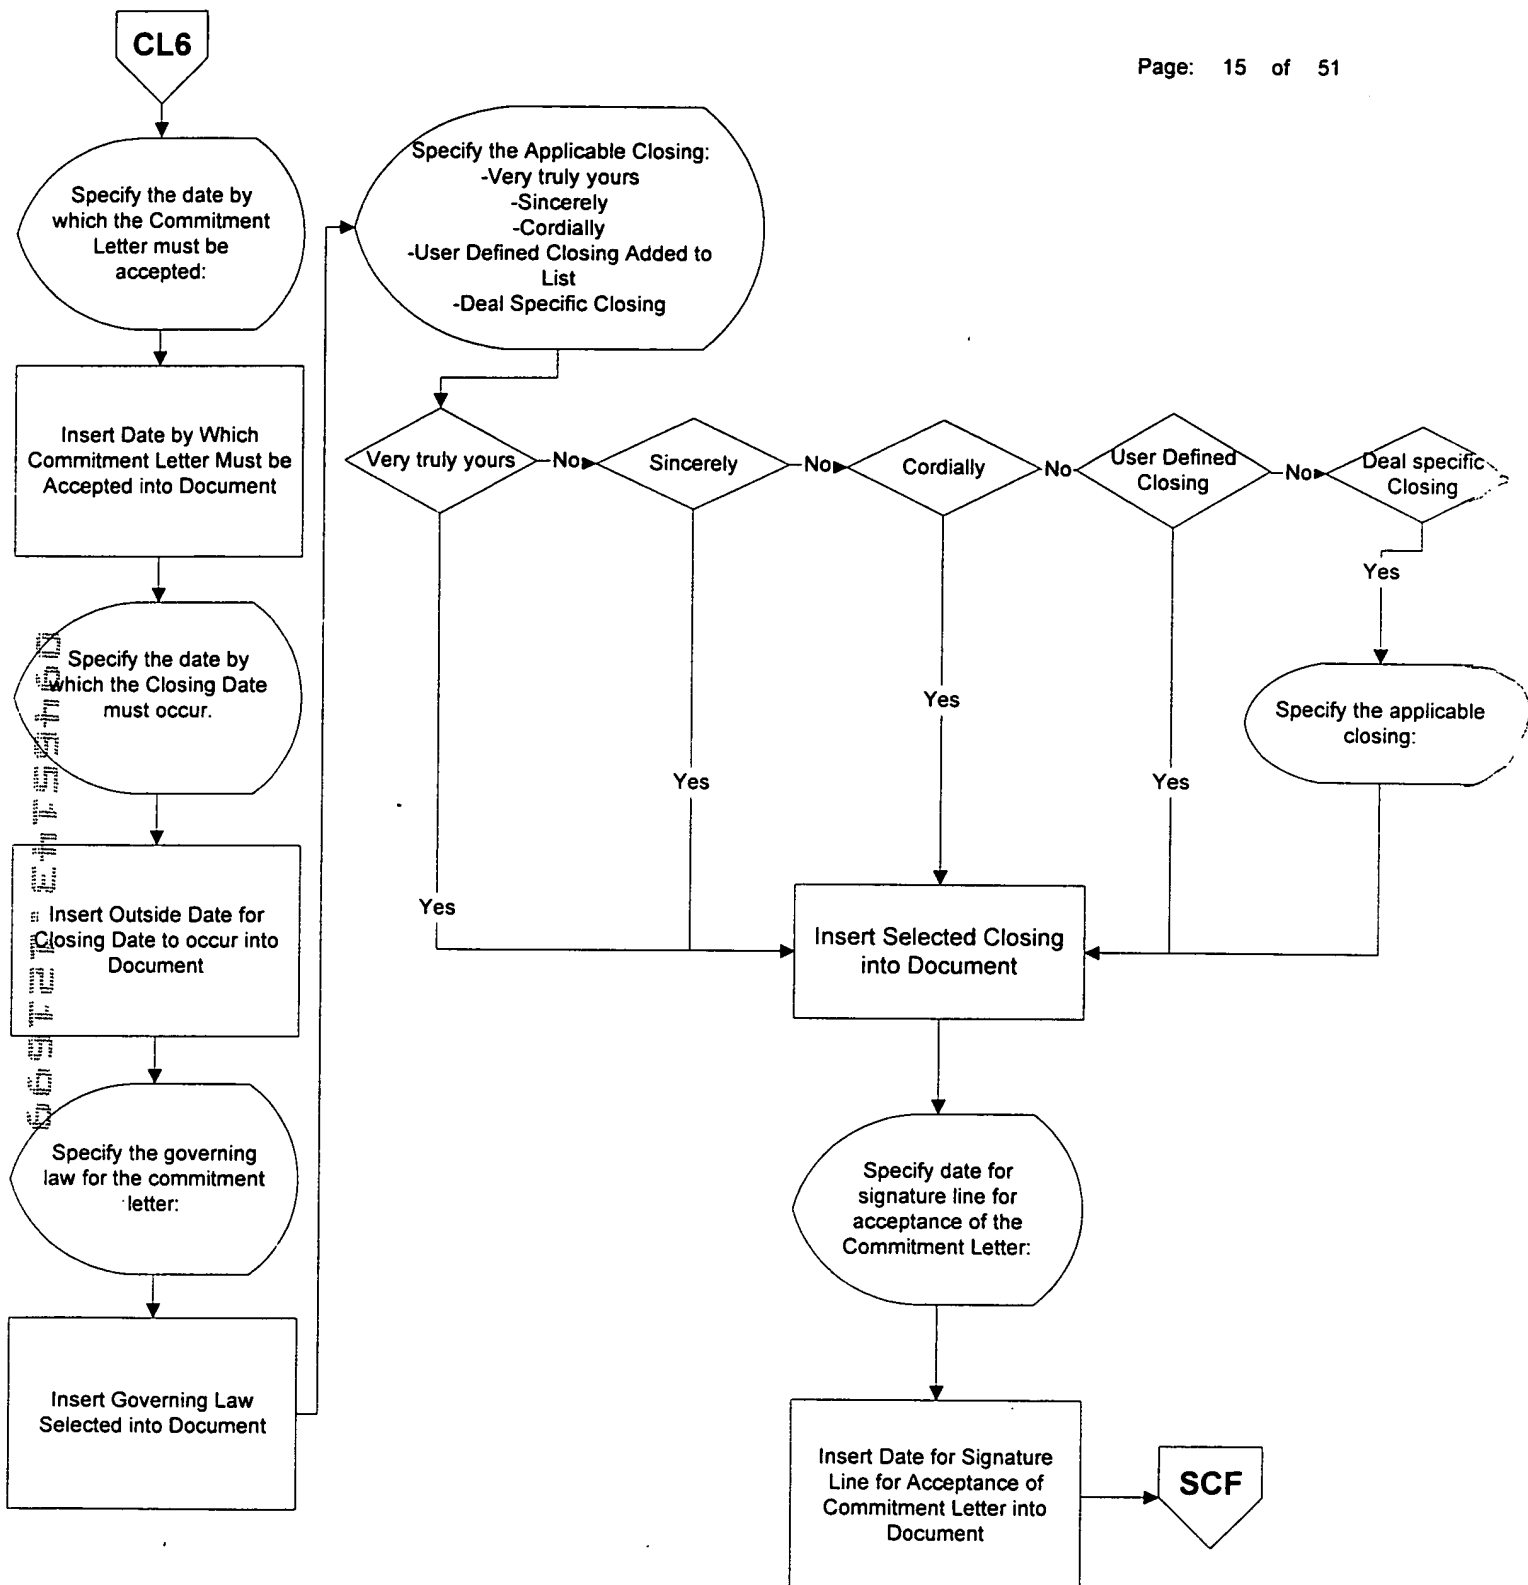 CL6
Page: 15 of 51
Specify the date by
which the Commitment
Letter must be
accepted:
Insert Date by Which
Commitment Letter Must be
Accepted into Document
Specify the date by
which the Closing Date
must occur.
Insert Outside Date for
Closing Date to occur into
Document
Specify the governing
law for the commitment
letter:
Insert Governing Law
Selected into Document
Specify the Applicable Closing:
-Very truly yours
-Sincerely
-Cordially
-User Defined Closing Added to
List
-Deal Specific Closing
Very truly yours
No
Sincerely
No
Cordially
No
User Defined
Closing
No
Deal specific
Closing
Yes
Specify the applicable
closing:
Yes
Yes
Yes
Yes
Insert Selected Closing
into Document
Specify date for
signature line for
acceptance of the
Commitment Letter:
Insert Date for Signature
Line for Acceptance of
Commitment Letter into
Document
SCF